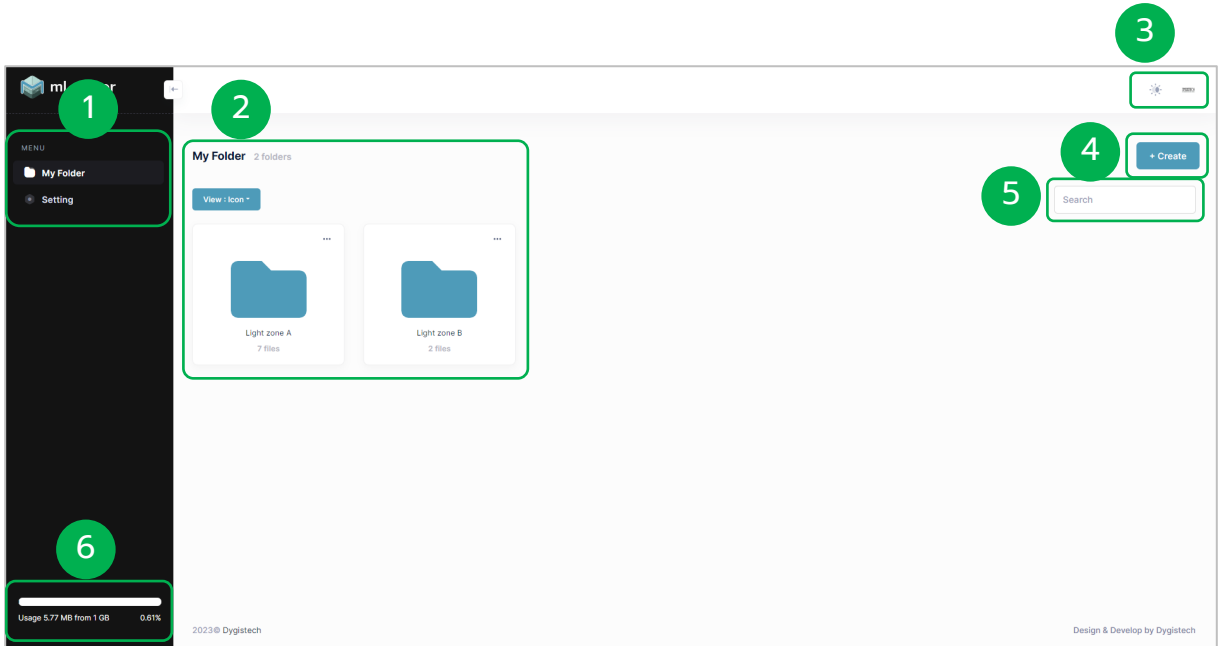 3
1
2
MENU
My Folder
Setting
My Folder 2 folders
4
+ Create
5
Search
View : Icon
Light zone A
7 files
Light zone B
2 files
6
Usage 5.77 MB from 1 GB 0.61%
2023© Dygistech
Design & Develop by Dygistech